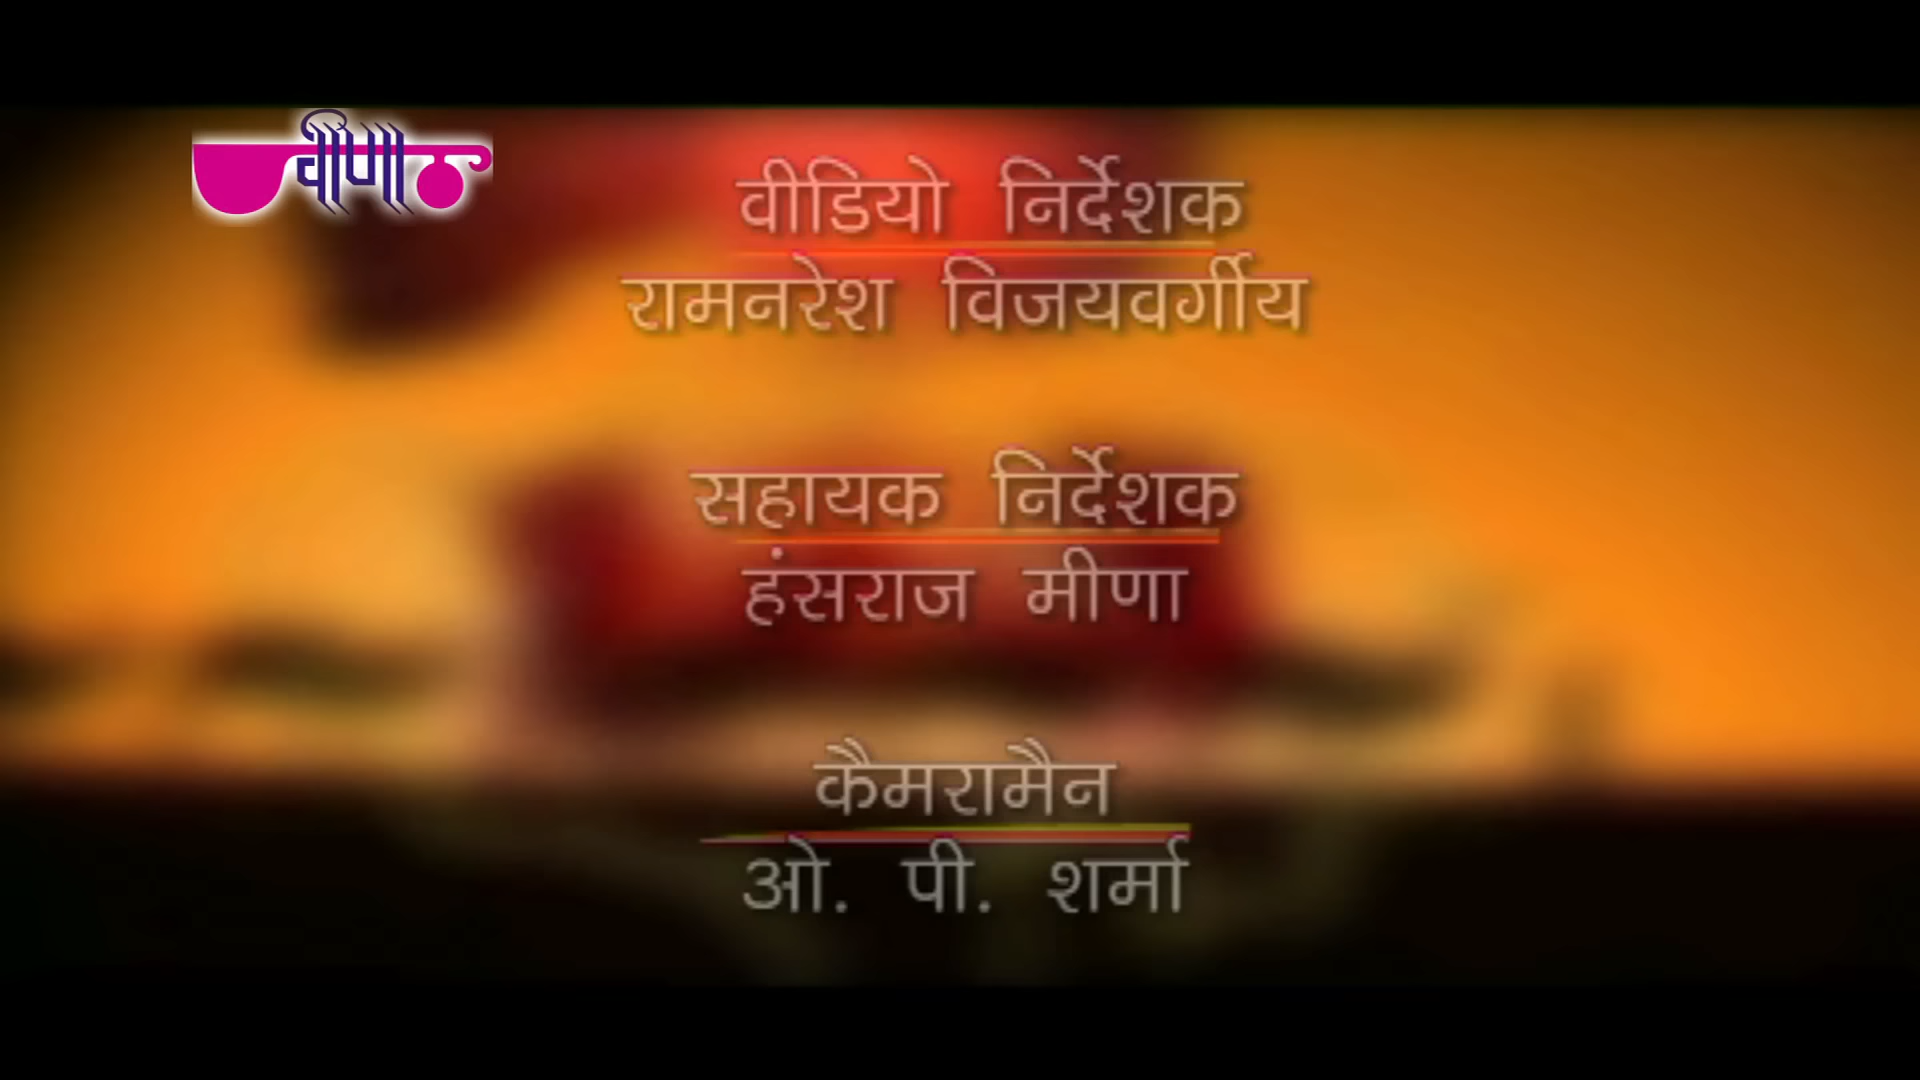 वीणा
वीडियो निर्देशक
रामनरेश विजयवर्गीय
सहायक निर्देशक
हंसराज मीणा
कैमरामैन
ओ. पी. शर्मा